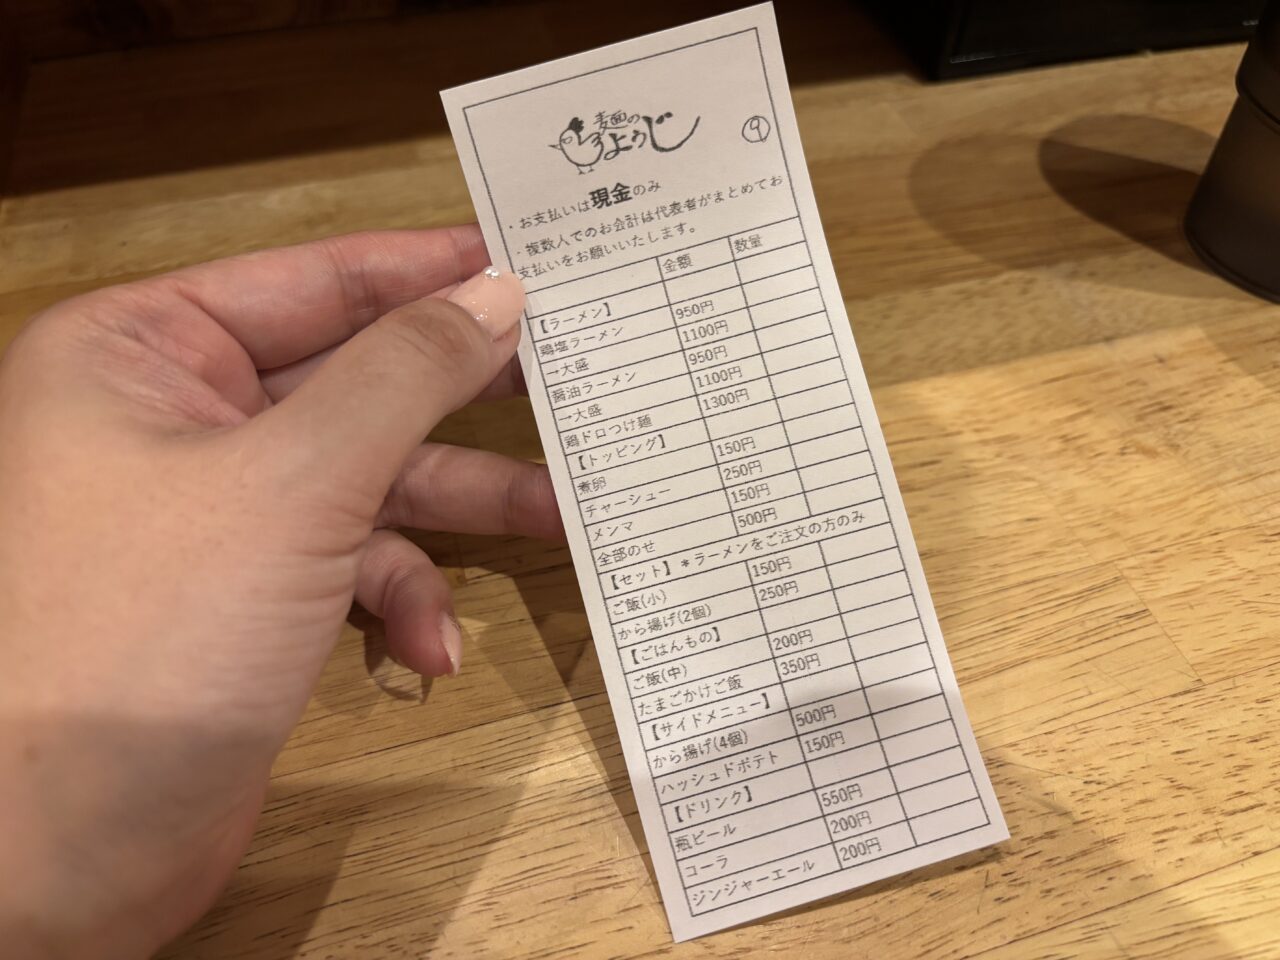 麺の
ようじ
9
・お支払いは現金のみ
・複数人でのお会計は代表者がまとめてお
支払いをお願いいたします。
金額 数量
【ラーメン】
鶏塩ラーメン 950円
→大盛 1100円
醤油ラーメン 950円
→大盛 1100円
鶏ドロつけ麺 1300円
【トッピング】
煮卵 150円
チャーシュー 250円
メンマ 150円
全部のせ 500円
【セット】*ラーメンをご注文の方のみ
ご飯(小) 150円
から揚げ(2個) 250円
【ごはんもの】
ご飯(中) 200円
たまごかけご飯 350円
【サイドメニュー】
から揚げ(4個) 500円
ハッシュドポテト 150円
【ドリンク】
瓶ビール 550円
コーラ 200円
ジンジャーエール 200円